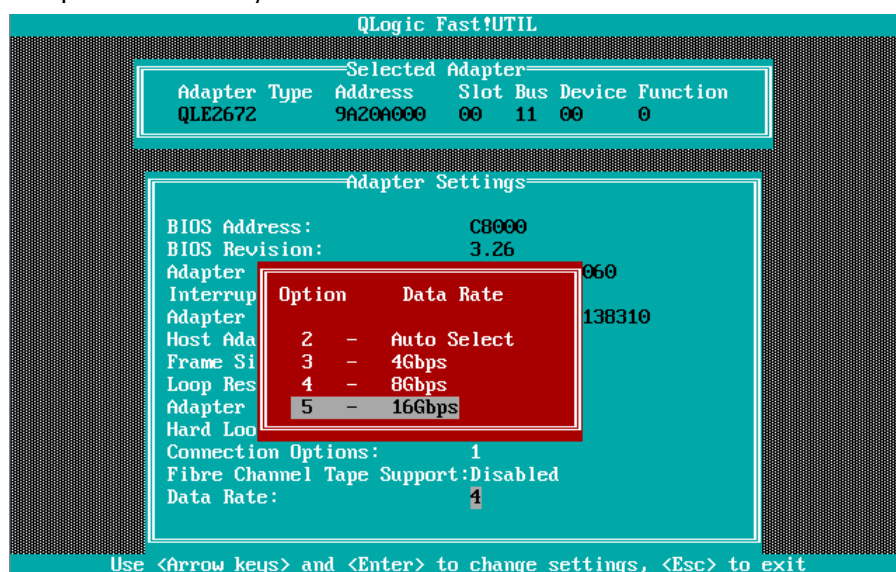 QLogic Fast!UTIL
Selected Adapter
Adapter Type Address Slot Bus Device Function
QLE2672 9A20A000 00 11 00 0
Adapter Settings
BIOS Address: C8000
BIOS Revision: 3.26
Adapter 060
Interrup
Adapter 138310
Host Ada
Frame Si
Loop Res
Adapter
Hard Loo
Option Data Rate
2 - Auto Select
3 - 4Gbps
4 - 8Gbps
5 - 16Gbps
Connection Options: 1
Fibre Channel Tape Support:Disabled
Data Rate: 4
Use <Arrow keys> and <Enter> to change settings, <Esc> to exit